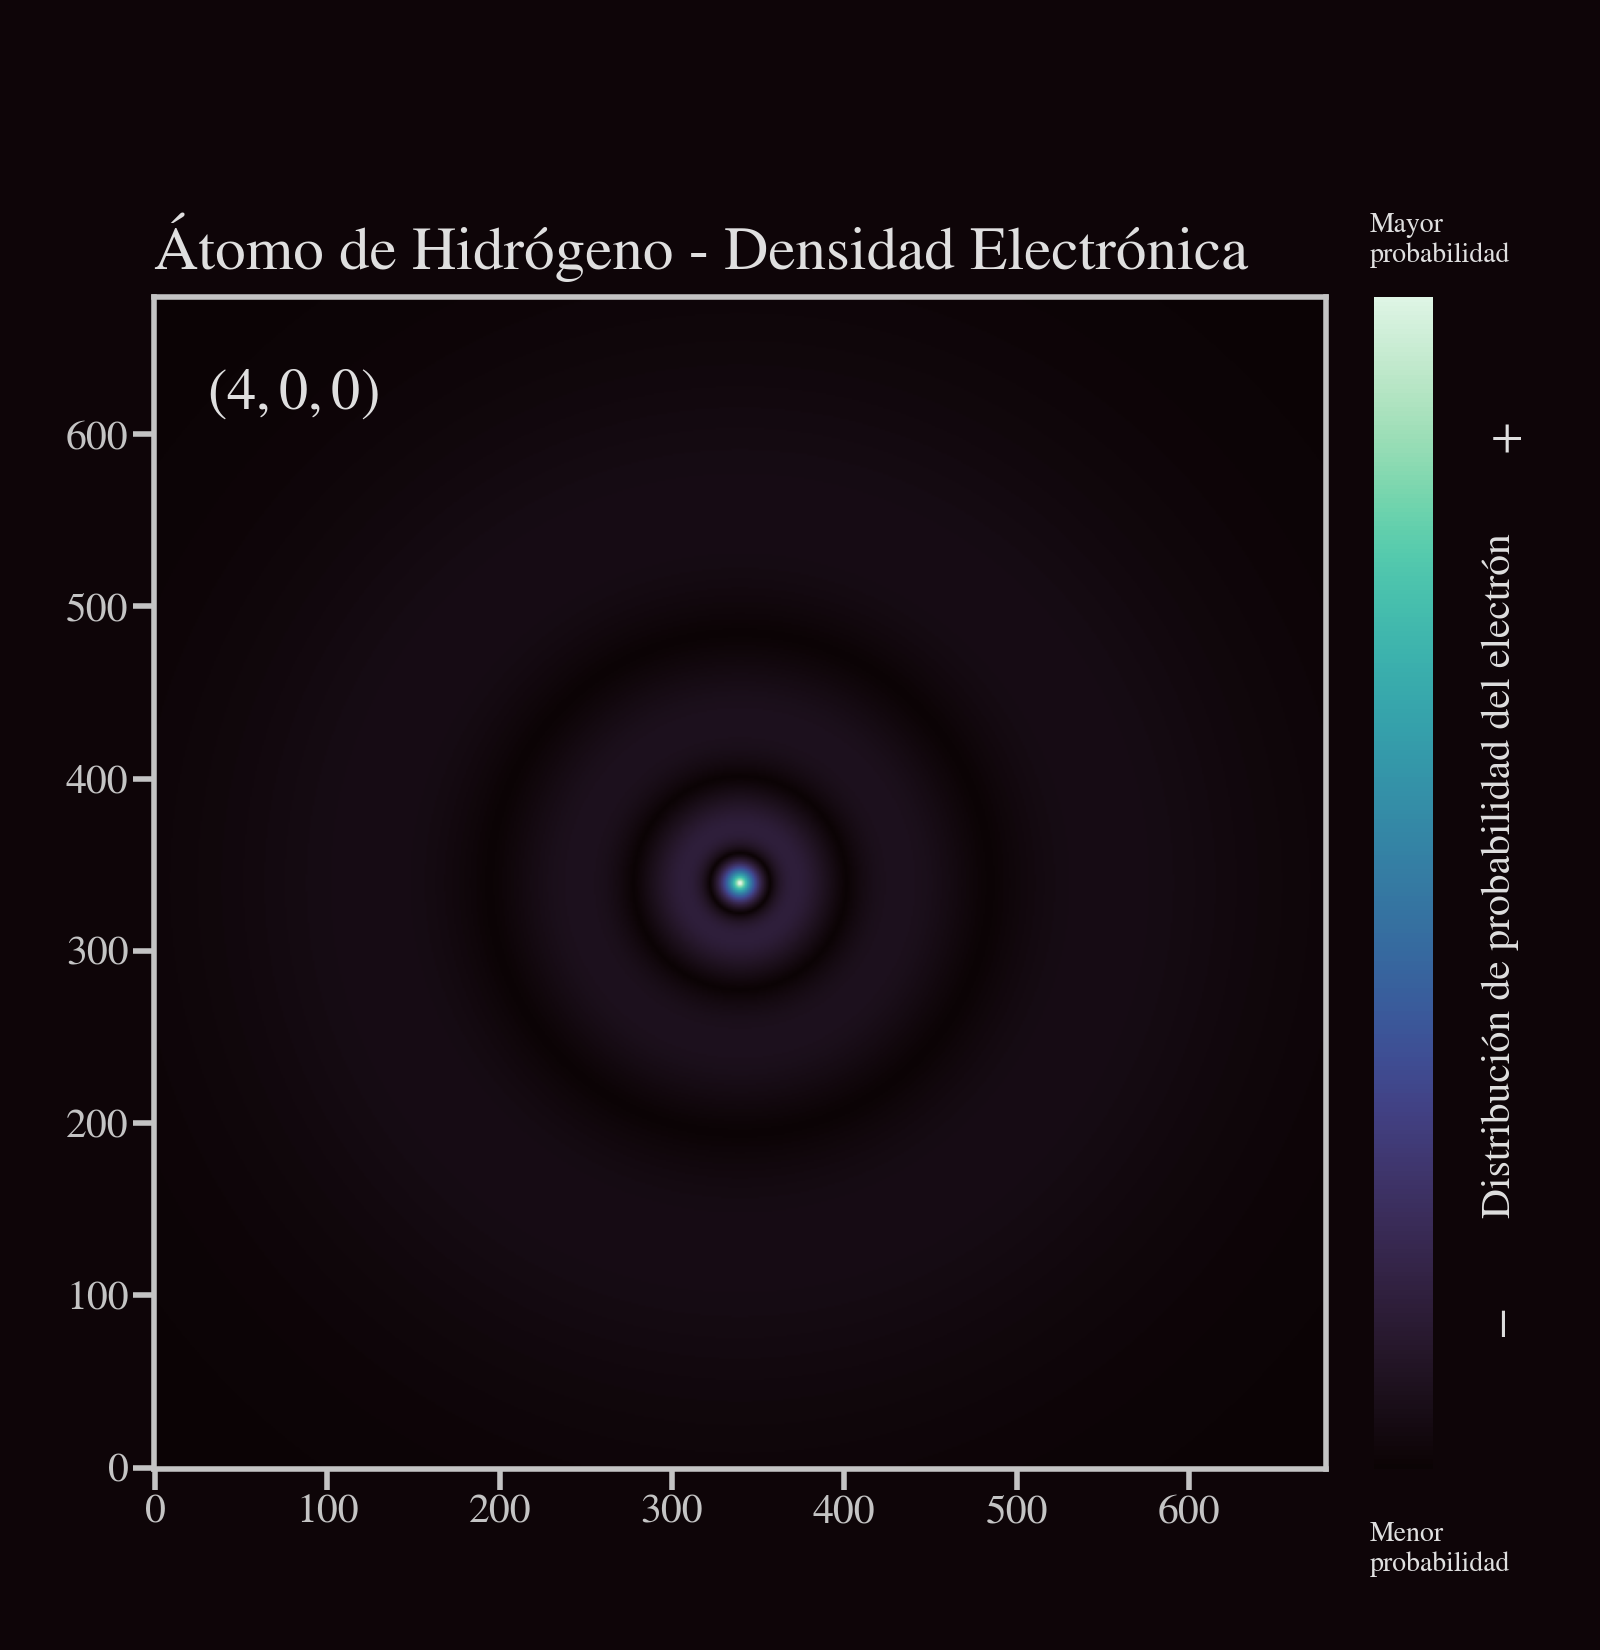 Átomo de Hidrógeno - Densidad Electrónica
Mayor
probabilidad
(4, 0, 0)
600
500
400
300
200
100
0
0 100 200 300 400 500 600
− Distribución de probabilidad del electrón +
Menor
probabilidad